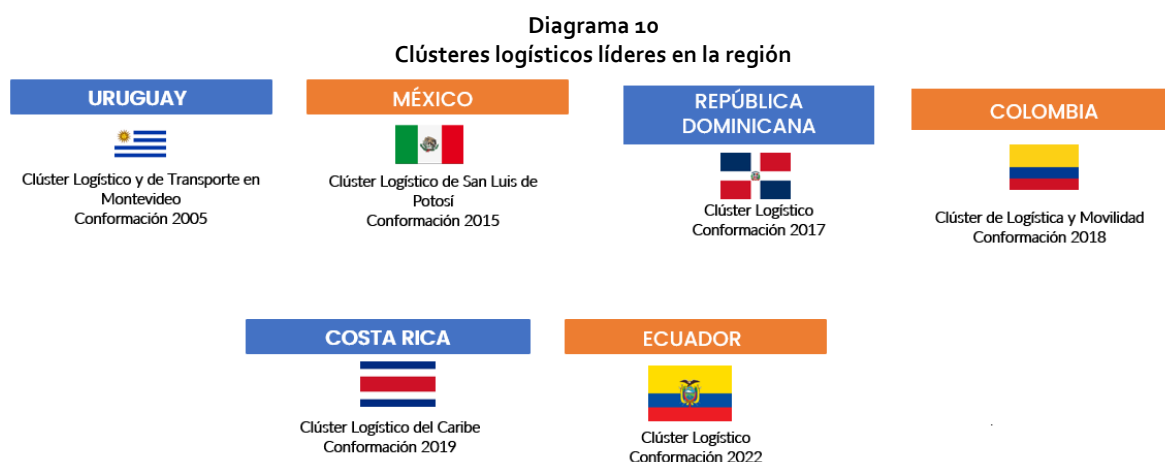 Diagrama 10
Clústeres logísticos líderes en la región
URUGUAY
Clúster Logístico y de Transporte en
Montevideo
Conformación 2005
MÉXICO
Clúster Logístico de San Luis de
Potosí
Conformación 2015
REPÚBLICA
DOMINICANA
Clúster Logístico
Conformación 2017
COLOMBIA
Clúster de Logística y Movilidad
Conformación 2018
COSTA RICA
Clúster Logístico del Caribe
Conformación 2019
ECUADOR
Clúster Logístico
Conformación 2022